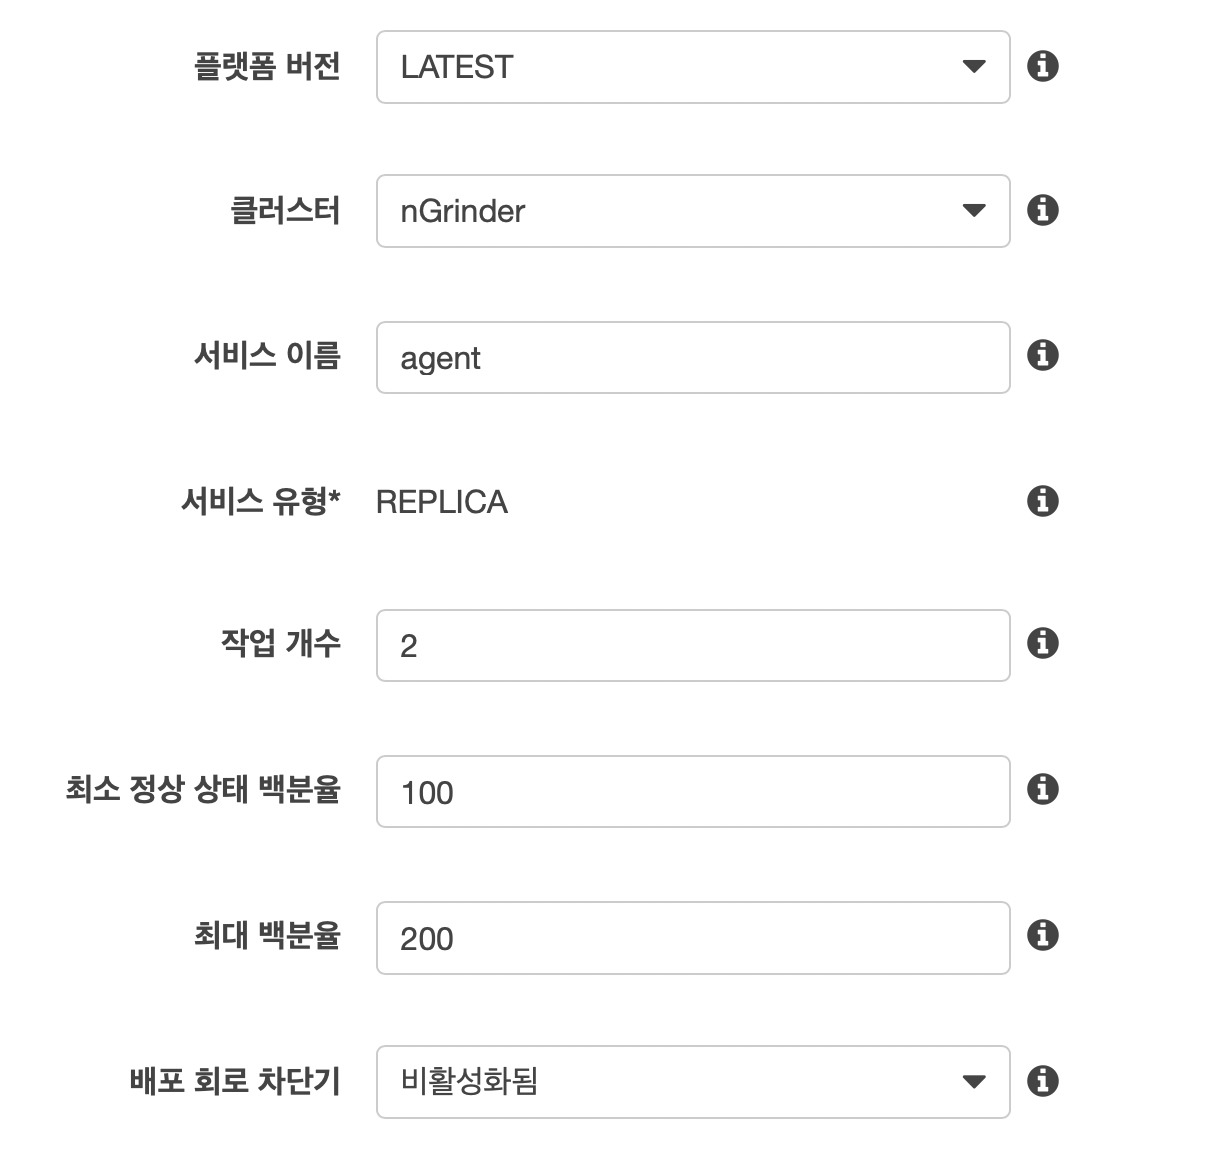 플랫폼 버전 LATEST
클러스터 nGrinder
서비스 이름 agent
서비스 유형* REPLICA
작업 개수 2
최소 정상 상태 백분율 100
최대 백분율 200
배포 회로 차단기 비활성화됨